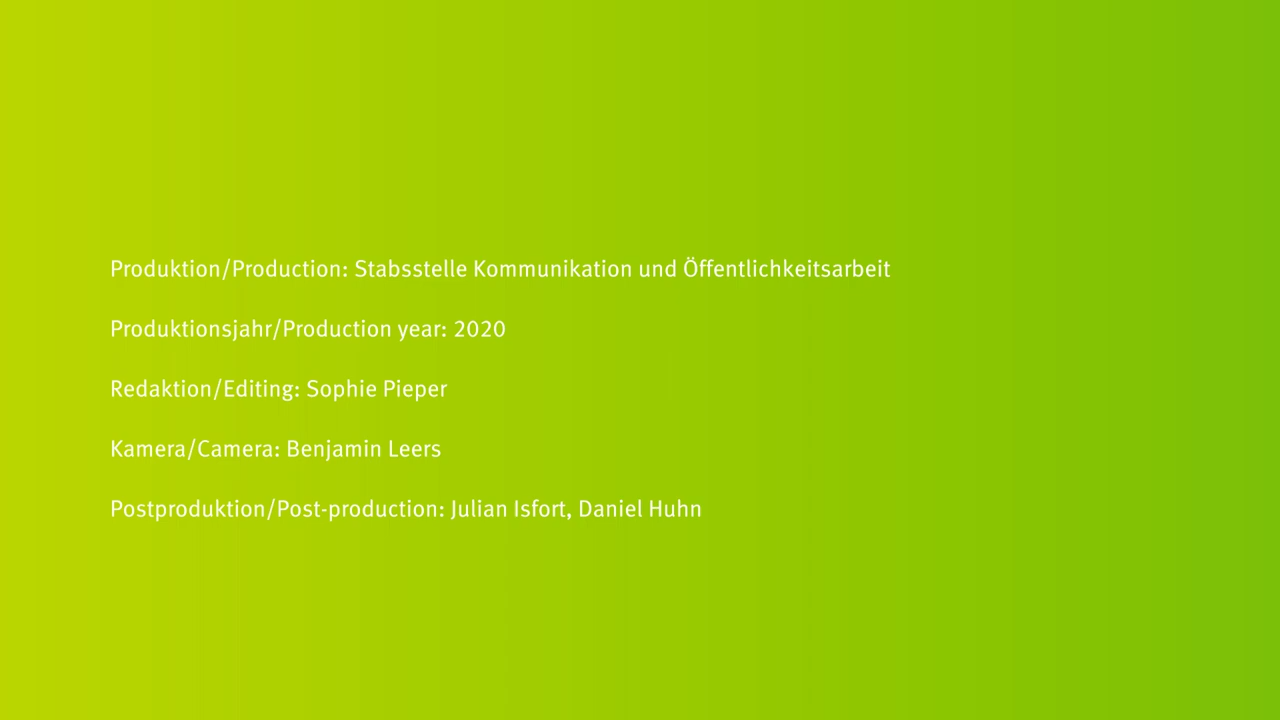 Produktion/Production: Stabsstelle Kommunikation und Öffentlichkeitsarbeit
Produktionsjahr/Production year: 2020
Redaktion/Editing: Sophie Pieper
Kamera/Camera: Benjamin Leers
Postproduktion/Post-production: Julian Isfort, Daniel Huhn